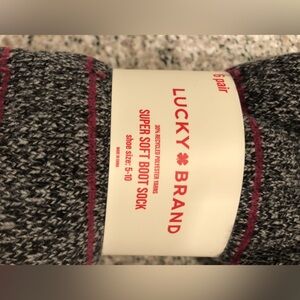 6 pair
LUCKY BRAND
30% RECYCLED POLYESTER YARNS
SUPER SOFT BOOT SOCK
shoe size: 5-10